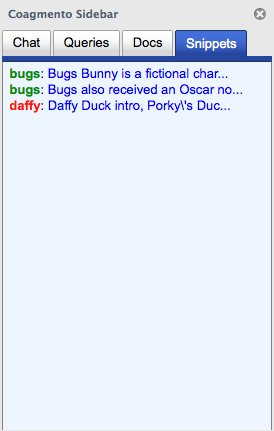 Coagmento Sidebar
Chat Queries Docs Snippets
bugs: Bugs Bunny is a fictional char...
bugs: Bugs also received an Oscar no...
daffy: Daffy Duck intro, Porky\'s Duc...